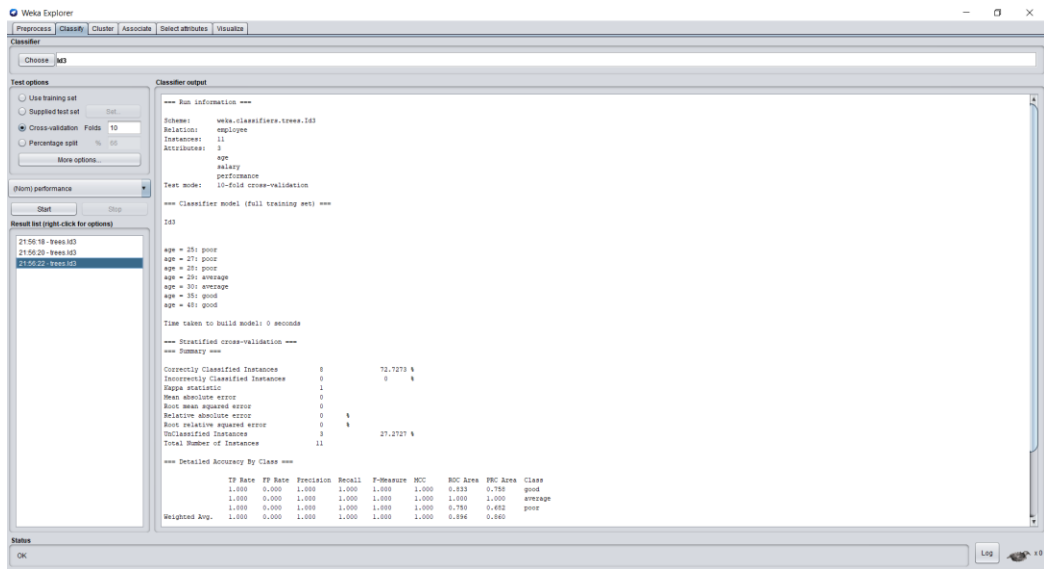 Weka Explorer
Preprocess Classify Cluster Associate Select attributes Visualize
Classifier
Choose Id3
Test options
Use training set
Supplied test set Set...
Cross-validation Folds 10
Percentage split % 66
More options...
(Nom) performance
Start Stop
Result list (right-click for options)
21:56:18 - trees.Id3
21:56:20 - trees.Id3
21:56:22 - trees.Id3
Classifier output
=== Run information ===
Scheme: weka.classifiers.trees.Id3
Relation: employee
Instances: 11
Attributes: 3
age
salary
performance
Test mode: 10-fold cross-validation
=== Classifier model (full training set) ===
Id3
age = 25: poor
age = 27: poor
age = 28: poor
age = 29: average
age = 30: average
age = 35: good
age = 48: good
Time taken to build model: 0 seconds
=== Stratified cross-validation ===
=== Summary ===
Correctly Classified Instances 8 72.7273 %
Incorrectly Classified Instances 0 0 %
Kappa statistic 1
Mean absolute error 0
Root mean squared error 0
Relative absolute error 0 %
Root relative squared error 0 %
UnClassified Instances 3 27.2727 %
Total Number of Instances 11
=== Detailed Accuracy By Class ===
TP Rate FP Rate Precision Recall F-Measure MCC ROC Area PRC Area Class
1.000 0.000 1.000 1.000 1.000 1.000 0.833 0.758 good
1.000 0.000 1.000 1.000 1.000 1.000 1.000 1.000 average
1.000 0.000 1.000 1.000 1.000 1.000 0.750 0.682 poor
Weighted Avg. 1.000 0.000 1.000 1.000 1.000 1.000 0.896 0.860
Status
OK
Log x 0